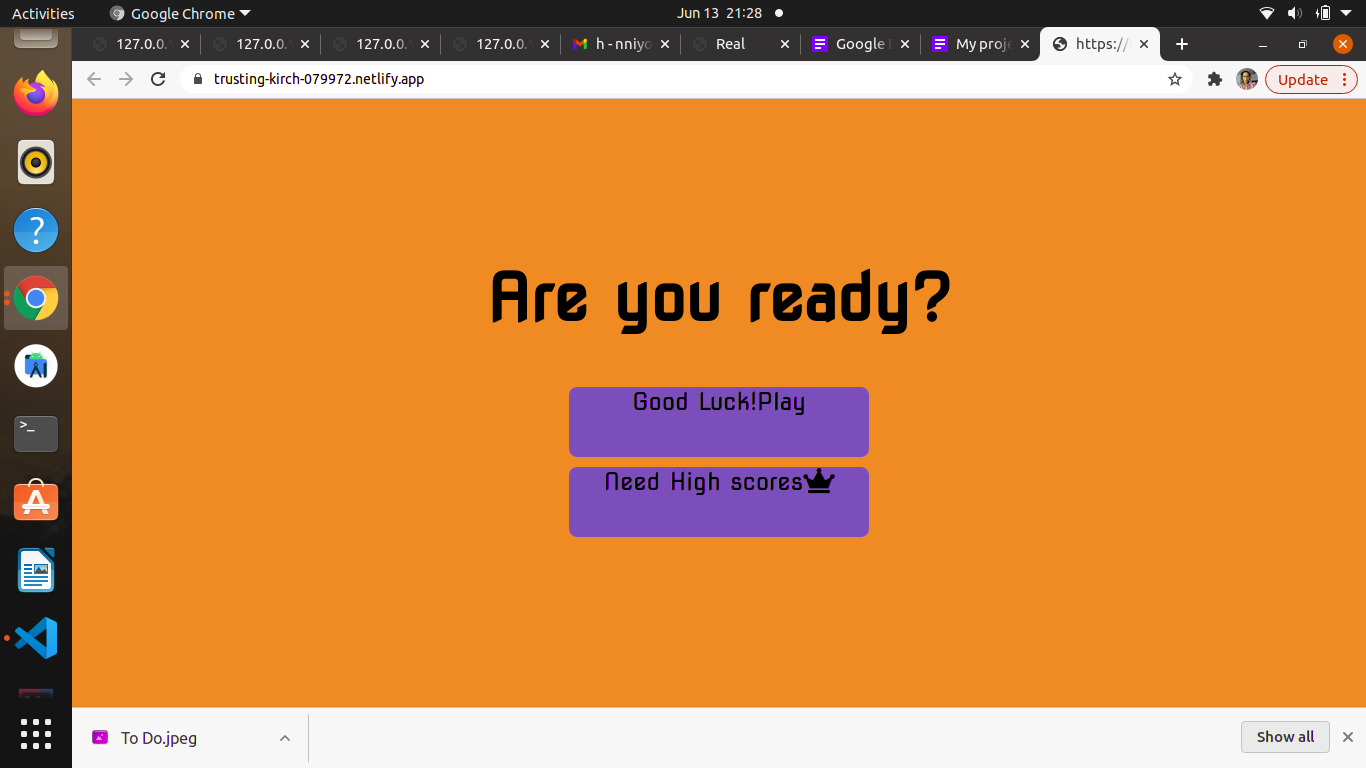 Activities Google Chrome Jun 13 21:28
127.0.0. 127.0.0. 127.0.0. 127.0.0. h - nniyo Real Google My proje https://
trusting-kirch-079972.netlify.app Update
Are you ready?
Good Luck!Play
Need High scores
To Do.jpeg Show all